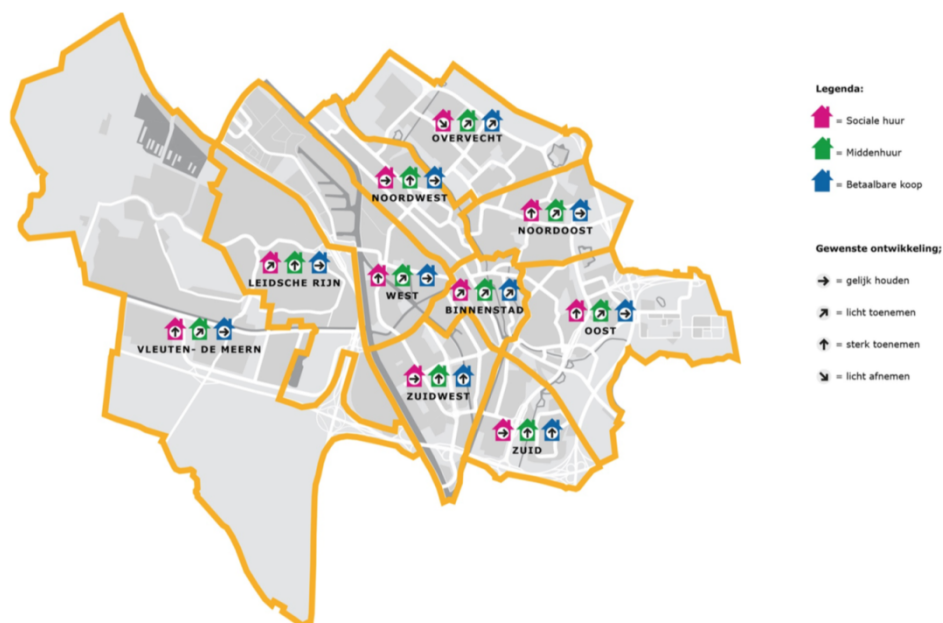 OVERVECHT
NOORDWEST
NOORDOOST
LEIDSCHE RIJN
WEST
BINNENSTAD
OOST
VLEUTEN- DE MEERN
ZUIDWEST
ZUID
Legenda:
= Sociale huur
= Middenhuur
= Betaalbare koop
Gewenste ontwikkeling;
= gelijk houden
= licht toenemen
= sterk toenemen
= licht afnemen